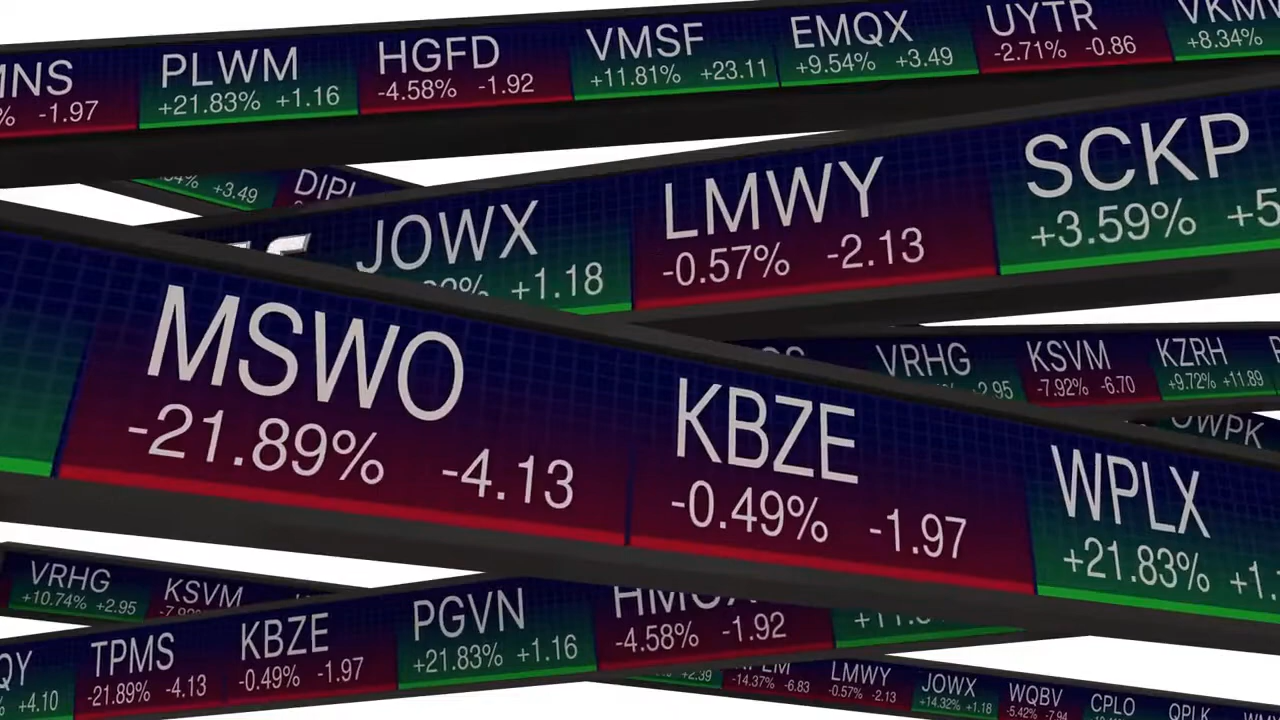 MNS PLWM HGFD VMSF EMQX UYTR
-1.97 +21.83% +1.16 -4.58% -1.92 +11.81% +23.11 +9.54% +3.49 -2.71% -0.86 +8.34%
+3.49
JOWX LMWY SCKP
+1.18 -0.57% -2.13 +3.59%
MSWO KBZE WPLX
-21.89% -4.13 -0.49% -1.97 +21.83%
VRHG KSVM KZRH
-7.92% -6.70 +9.72% +11.89
VRHG KSVM
+10.74% +2.95
TPMS KBZE PGVN
+4.10 -21.89% -4.13 -0.49% -1.97 +21.83% +1.16 -4.58% -1.92
LMWY JOWX WQBV CPLO QPLK
+2.39 -14.37% -6.83 -0.57% -2.13 +14.32% +1.18 -5.42% -7.94